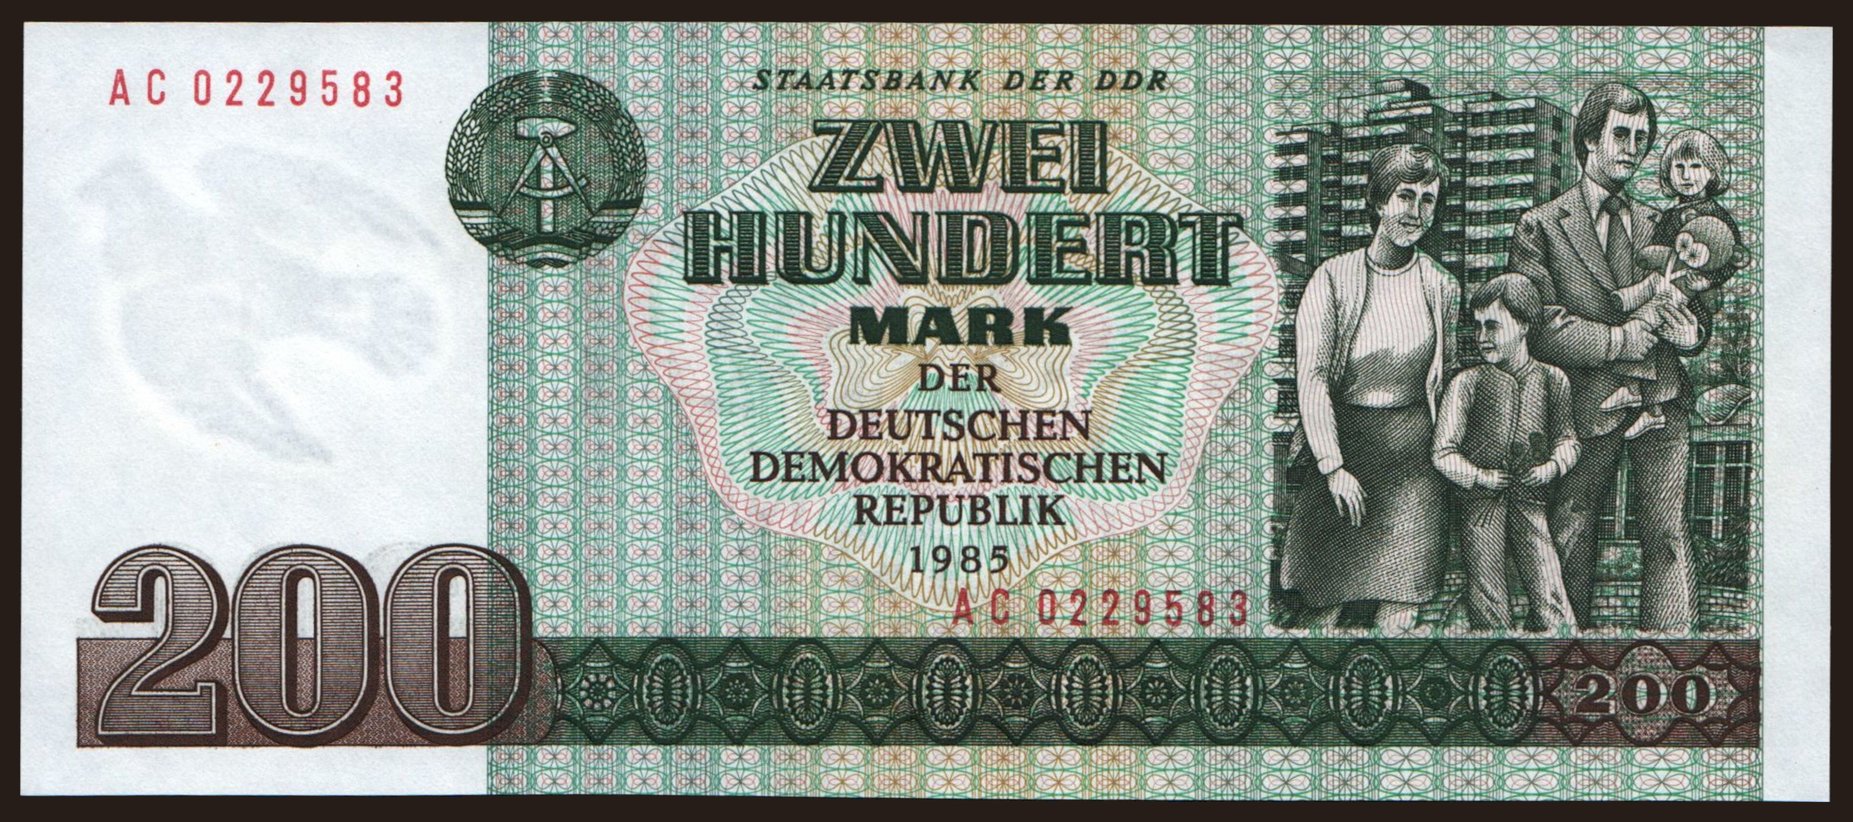 AC 0229583
STAATSBANK DER DDR
ZWEI
HUNDERT
MARK
DER
DEUTSCHEN
DEMOKRATISCHEN
REPUBLIK
1985
AC 0229583
200
200